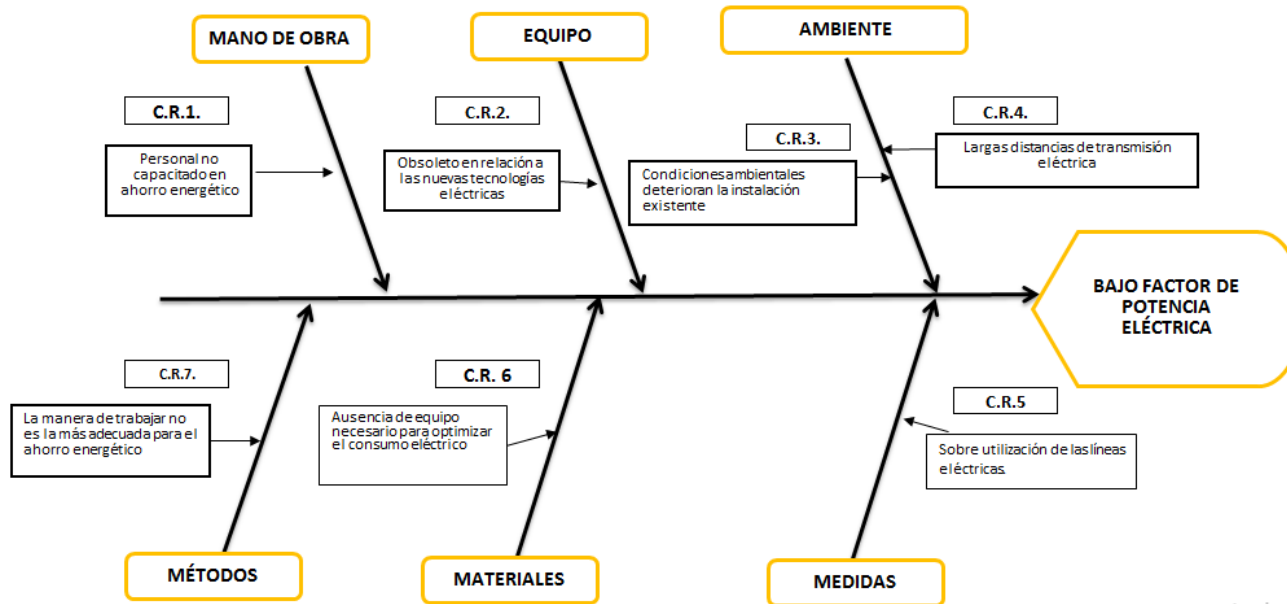 MANO DE OBRA
EQUIPO
AMBIENTE
C.R.1.
Personal no
capacitado en
ahorro energético
C.R.2.
Obsoleto en relación a
las nuevas tecnologías
eléctricas
C.R.3.
Condiciones ambientales
deterioran la instalación
existente
C.R.4.
Largas distancias de transmisión
eléctrica
BAJO FACTOR DE
POTENCIA
ELÉCTRICA
C.R.7.
La manera de trabajar no
es la más adecuada para el
ahorro energético
C.R. 6
Ausencia de equipo
necesario para optimizar
el consumo eléctrico
C.R.5
Sobre utilización de las líneas
eléctricas.
MÉTODOS
MATERIALES
MEDIDAS